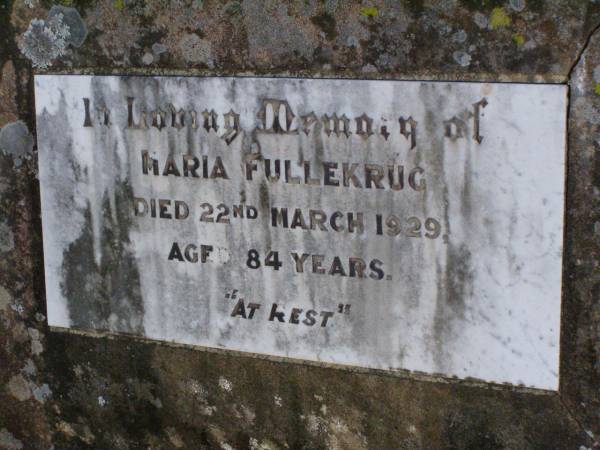 In Loving Memory of
MARIA FULLEKRUG
DIED 22ND MARCH 1929,
AGED 84 YEARS.
"AT REST"